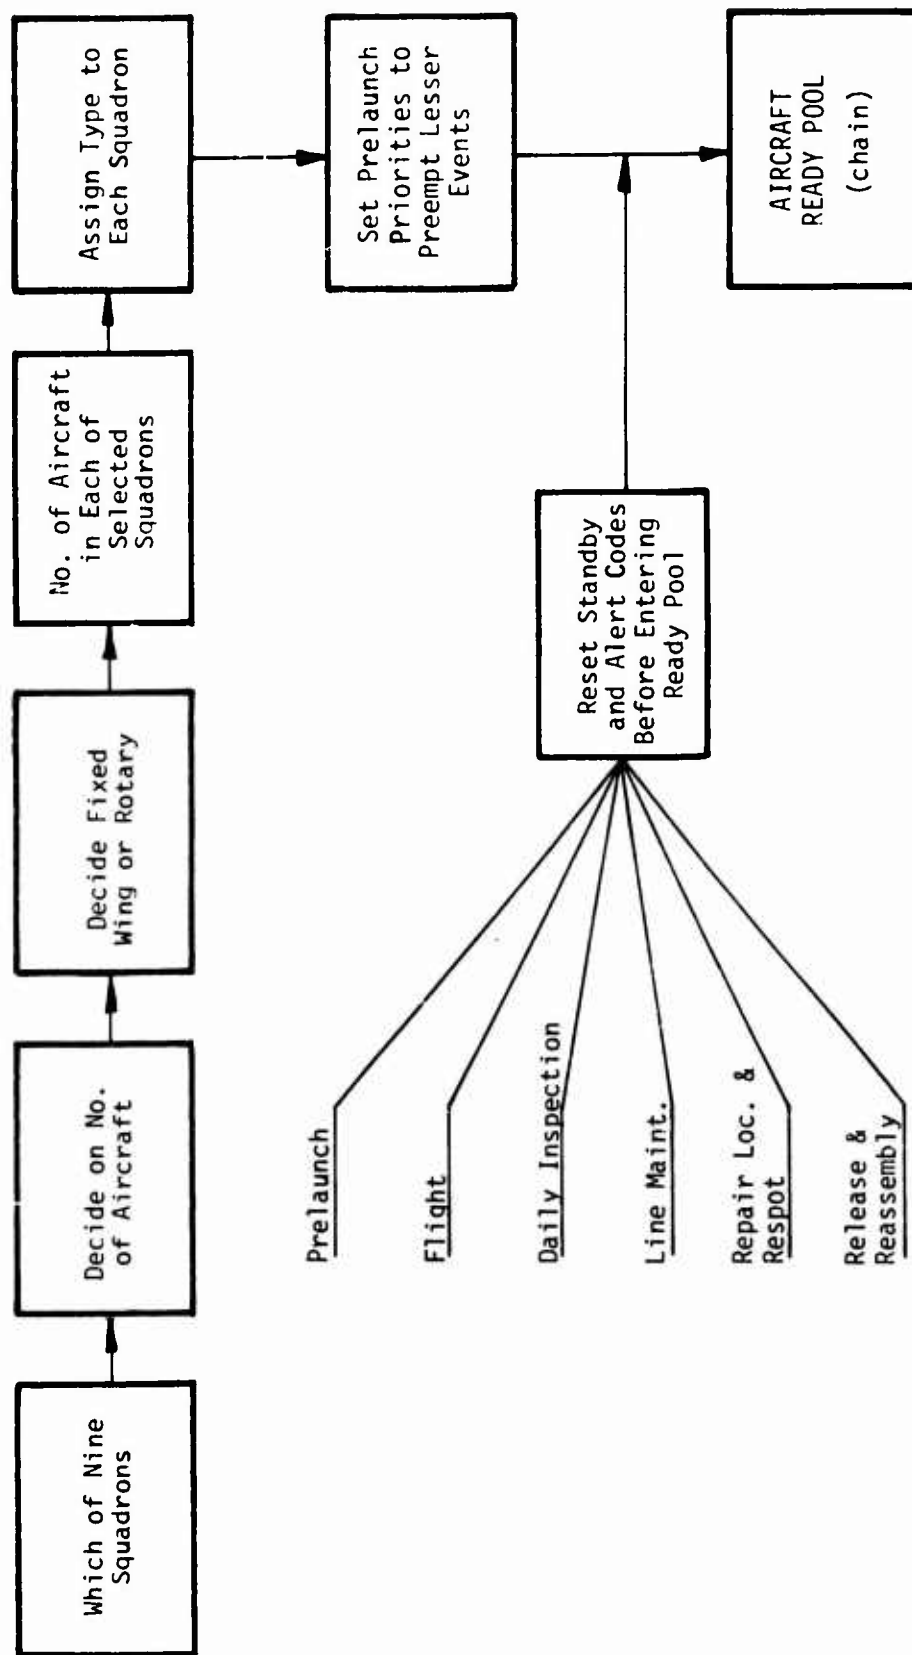 Which of Nine
Squadrons
Decide on No.
of Aircraft
Decide Fixed
Wing or Rotary
No. of Aircraft
in Each of
Selected
Squadrons
Assign Type to
Each Squadron
Set Prelaunch
Priorities to
Preempt Lesser
Events
Prelaunch
Flight
Daily Inspection
Line Maint.
Repair Loc. &
Respot
Release &
Reassembly
Reset Standby
and Alert Codes
Before Entering
Ready Pool
AIRCRAFT
READY POOL
(chain)